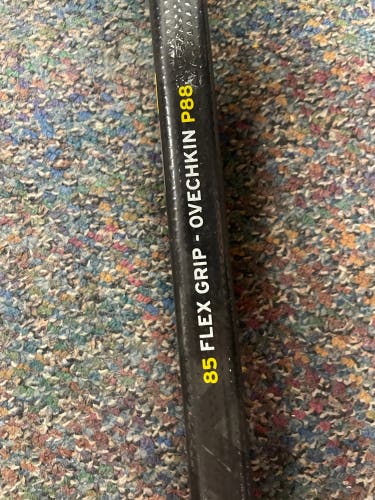 85 FLEX GRIP - OVECHKIN P88